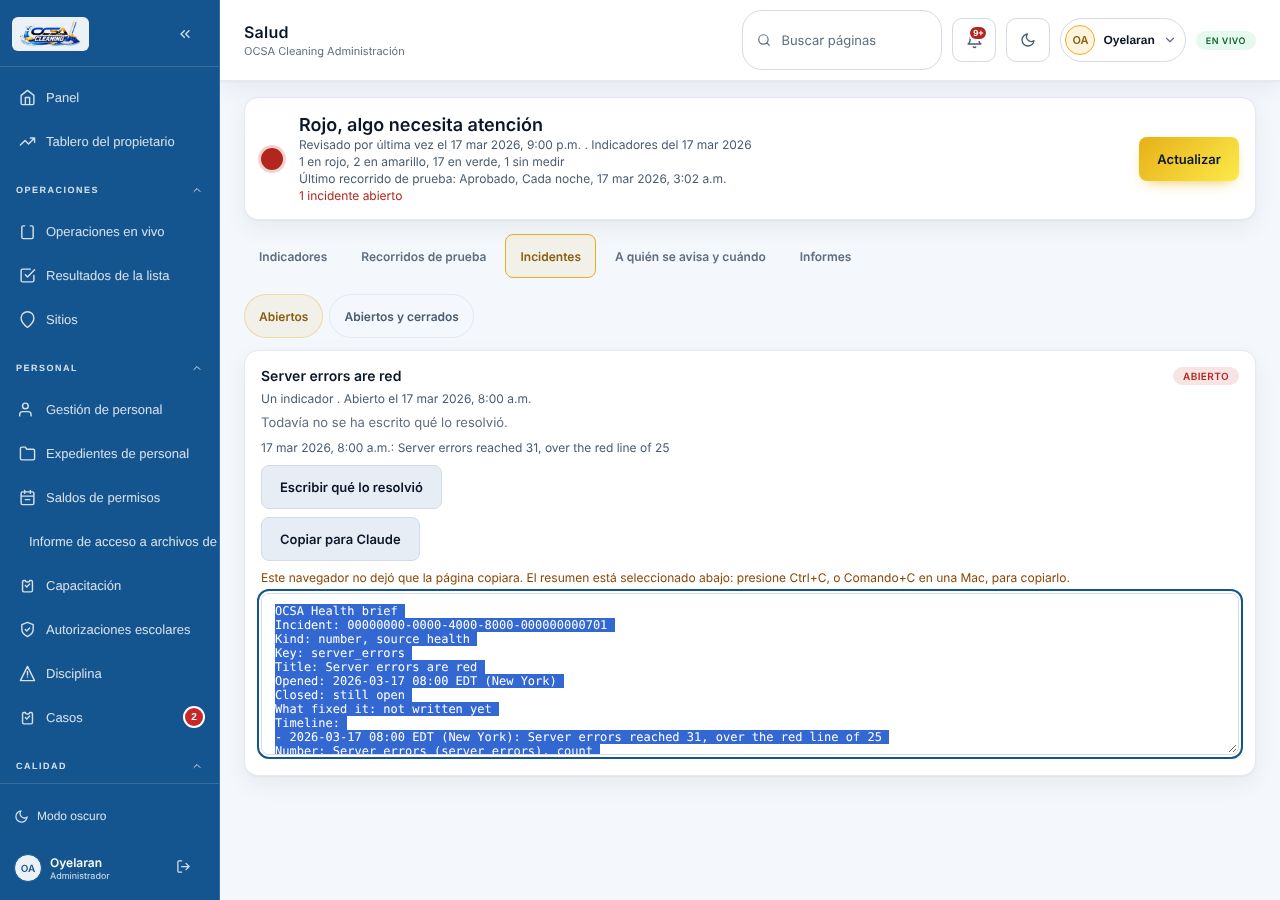 OCSA
CLEANING
Panel
Tablero del propietario
OPERACIONES
Operaciones en vivo
Resultados de la lista
Sitios
PERSONAL
Gestión de personal
Expedientes de personal
Saldos de permisos
Informe de acceso a archivos de
Capacitación
Autorizaciones escolares
Disciplina
Casos
2
CALIDAD
Modo oscuro
OA
Oyelaran
Administrador
Salud
OCSA Cleaning Administración
Buscar páginas
9+
OA
Oyelaran
EN VIVO
Rojo, algo necesita atención
Revisado por última vez el 17 mar 2026, 9:00 p.m. . Indicadores del 17 mar 2026
1 en rojo, 2 en amarillo, 17 en verde, 1 sin medir
Último recorrido de prueba: Aprobado, Cada noche, 17 mar 2026, 3:02 a.m.
1 incidente abierto
Actualizar
Indicadores
Recorridos de prueba
Incidentes
A quién se avisa y cuándo
Informes
Abiertos
Abiertos y cerrados
Server errors are red
ABIERTO
Un indicador . Abierto el 17 mar 2026, 8:00 a.m.
Todavía no se ha escrito qué lo resolvió.
17 mar 2026, 8:00 a.m.: Server errors reached 31, over the red line of 25
Escribir qué lo resolvió
Copiar para Claude
Este navegador no dejó que la página copiara. El resumen está seleccionado abajo: presione Ctrl+C, o Comando+C en una Mac, para copiarlo.
OCSA Health brief
Incident: 00000000-0000-4000-8000-000000000701
Kind: number, source health
Key: server_errors
Title: Server errors are red
Opened: 2026-03-17 08:00 EDT (New York)
Closed: still open
What fixed it: not written yet
Timeline:
- 2026-03-17 08:00 EDT (New York): Server errors reached 31, over the red line of 25
Number: Server errors (server_errors), count